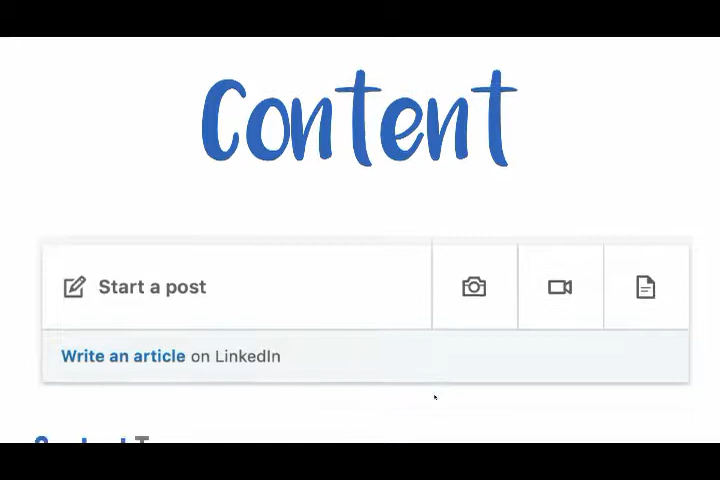 Content
Start a post
Write an article on LinkedIn